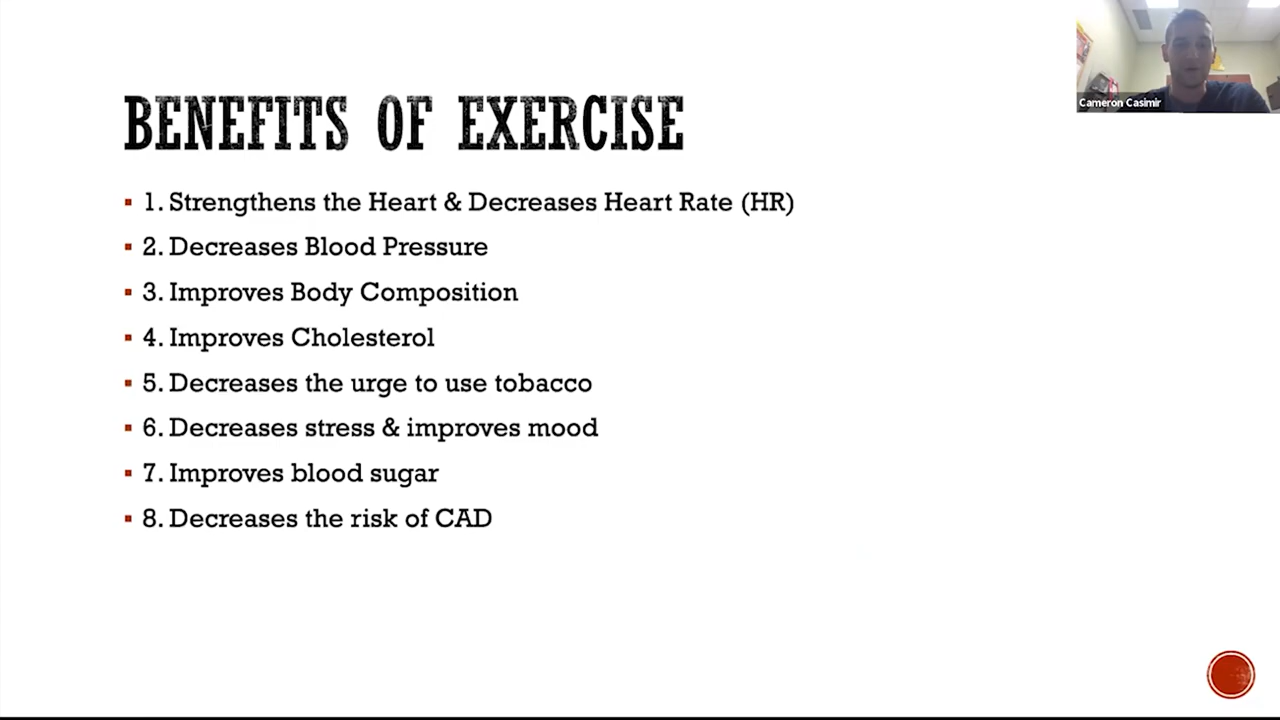 BENEFITS OF EXERCISE
Cameron Casimir
1. Strengthens the Heart & Decreases Heart Rate (HR)
2. Decreases Blood Pressure
3. Improves Body Composition
4. Improves Cholesterol
5. Decreases the urge to use tobacco
6. Decreases stress & improves mood
7. Improves blood sugar
8. Decreases the risk of CAD